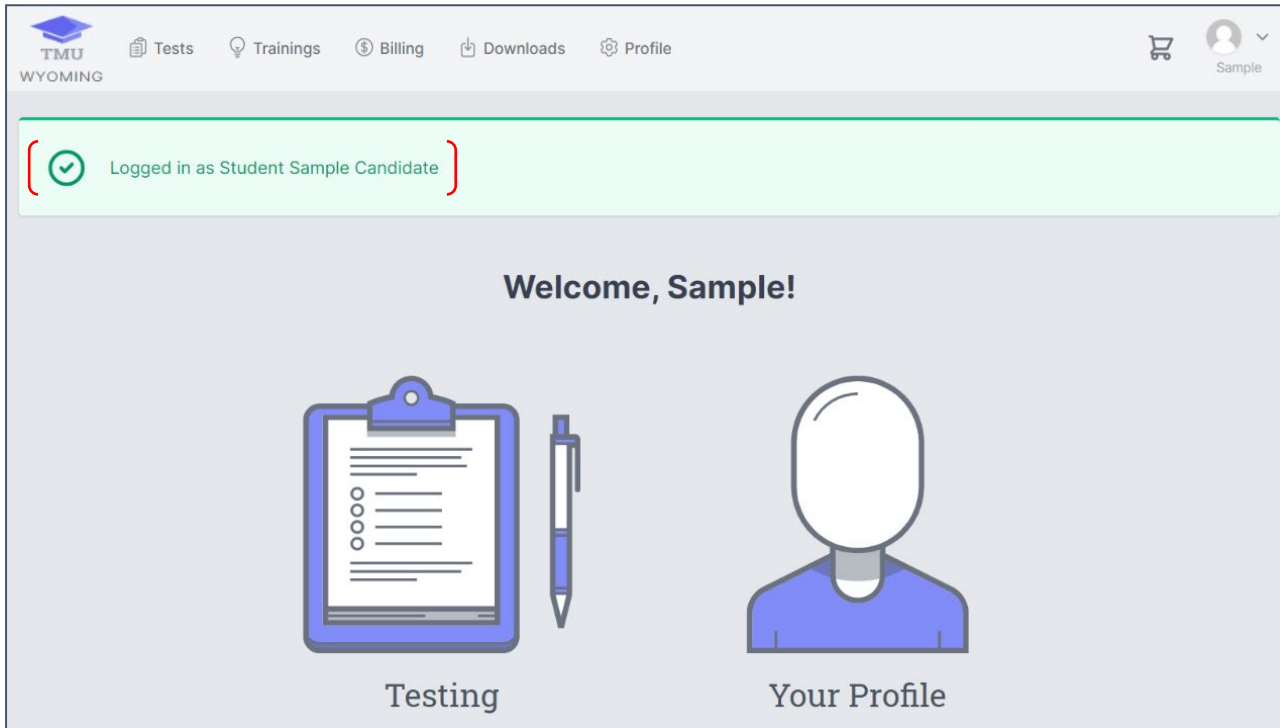 TMU
WYOMING
Tests
Trainings
Billing
Downloads
Profile
Sample
Logged in as Student Sample Candidate
Welcome, Sample!
Testing
Your Profile